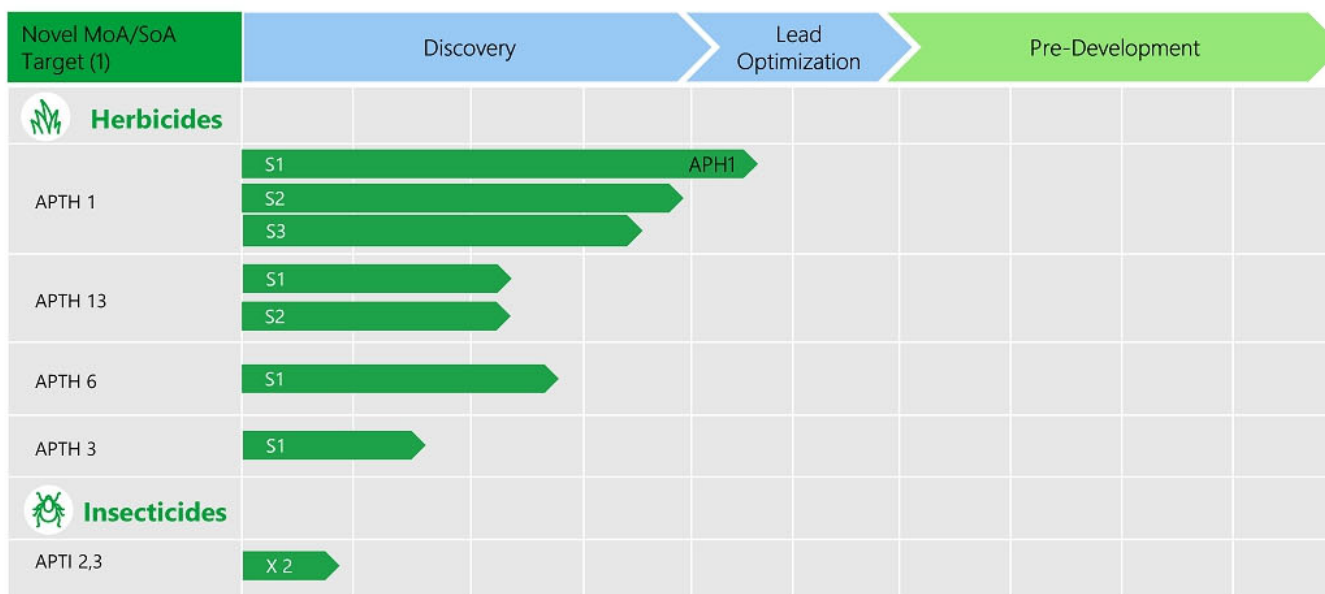 Novel MoA/SoA
Target (1)
Discovery
Lead
Optimization
Pre-Development
Herbicides
APTH 1
S1 APH1
S2
S3
APTH 13
S1
S2
APTH 6
S1
APTH 3
S1
Insecticides
APTI 2,3
X 2